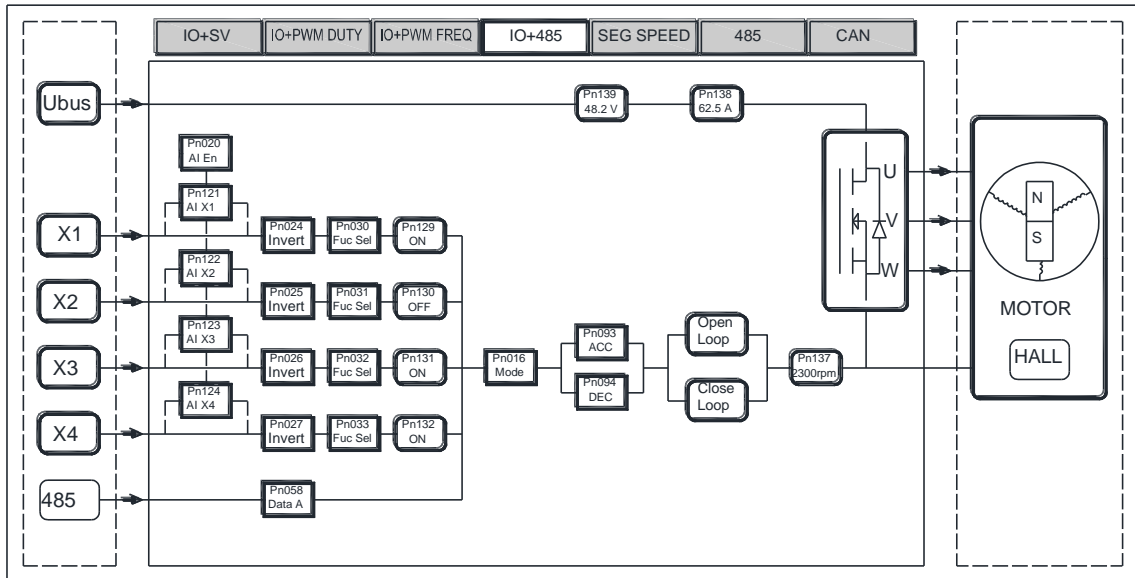 IO+SV
IO+PWM DUTY
IO+PWM FREQ
IO+485
SEG SPEED
485
CAN
Ubus
Pn139
48.2 V
Pn138
62.5 A
Pn020
AI En
Pn121
AI X1
X1
Pn024
Invert
Pn030
Fuc Sel
Pn129
ON
Pn122
AI X2
X2
Pn025
Invert
Pn031
Fuc Sel
Pn130
OFF
Pn123
AI X3
X3
Pn026
Invert
Pn032
Fuc Sel
Pn131
ON
Pn124
AI X4
X4
Pn027
Invert
Pn033
Fuc Sel
Pn132
ON
485
Pn058
Data A
Pn016
Mode
Pn093
ACC
Pn094
DEC
Open
Loop
Close
Loop
Pn137
2300rpm
U
V
W
N
S
MOTOR
HALL